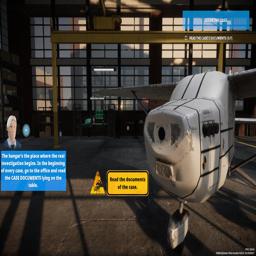 READ THE CASE'S DOCUMENTS (0/1)
The hangar's the place where the real
investigation begins. In the beginning
of every case, go to the office and read
the CASE DOCUMENTS lying on the
table.
Read the documents
of the case.